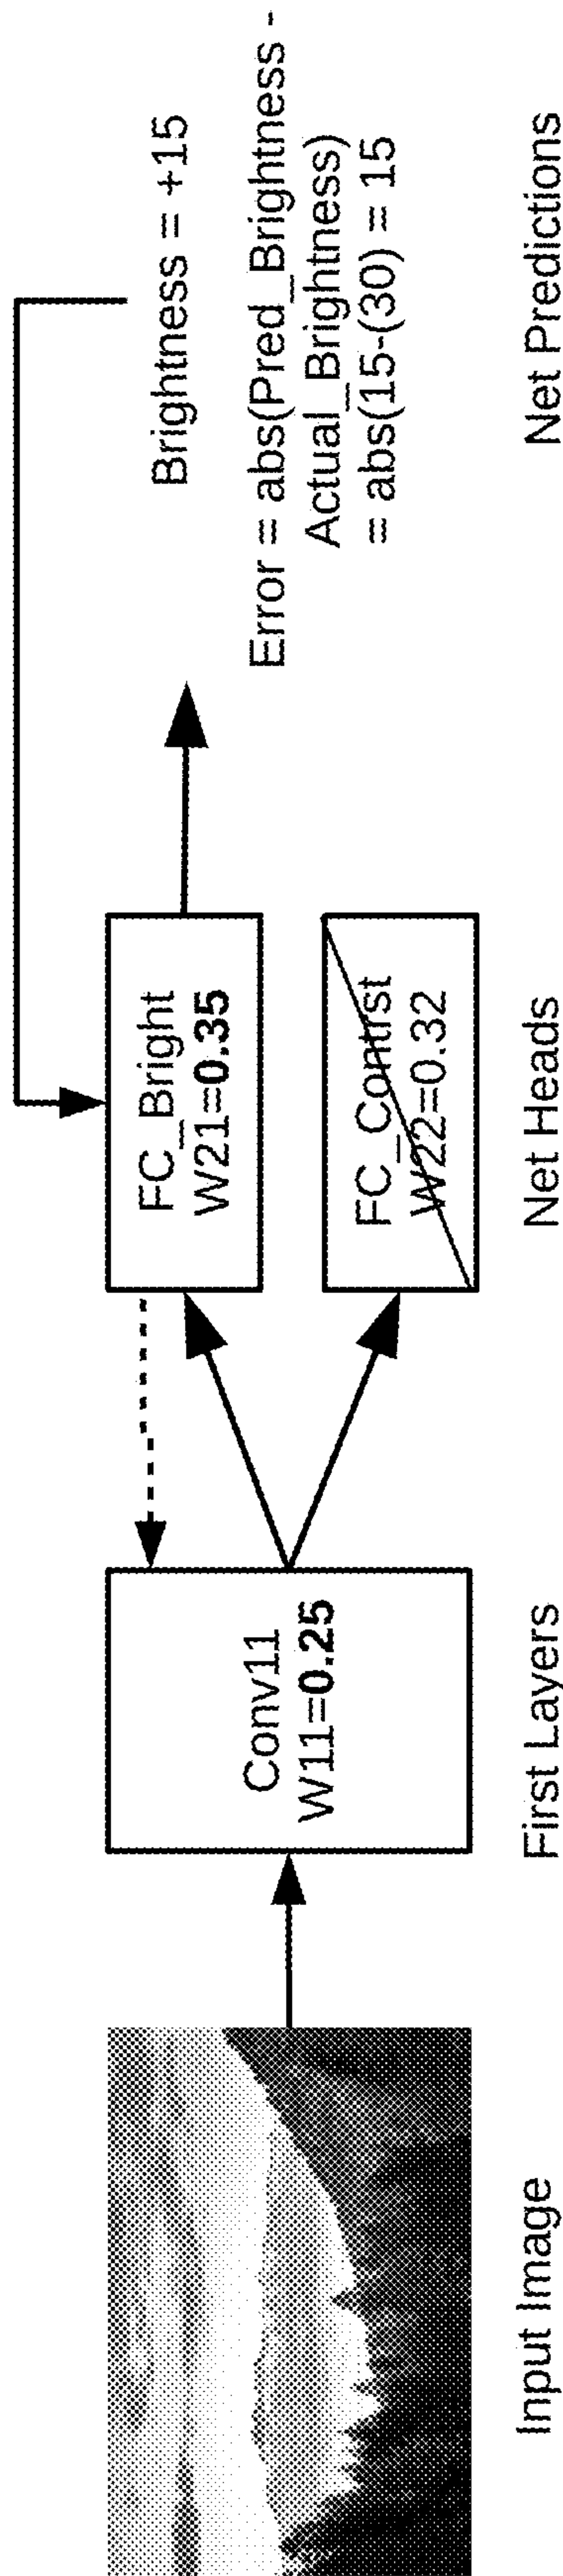 Input Image
Conv11
W11=0.25
First Layers
FC_Bright
W21=0.35
FC_Contrst
W22=0.32
Net Heads
Brightness = +15
Error = abs(Pred_Brightness -
Actual_Brightness)
= abs(15-(30) = 15
Net Predictions